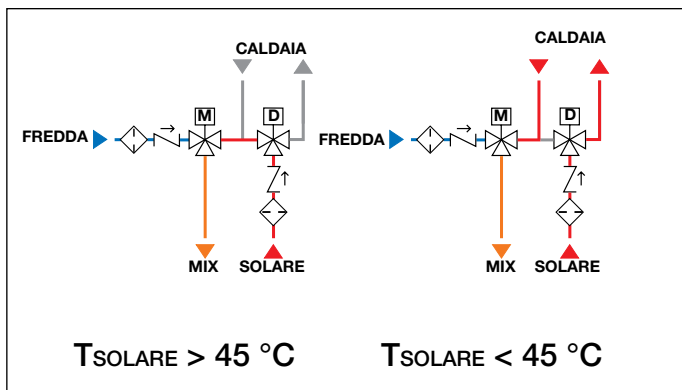 CALDAIA
M
D
FREDDA
MIX
SOLARE
TSOLARE > 45 °C
CALDAIA
M
D
FREDDA
MIX
SOLARE
TSOLARE < 45 °C